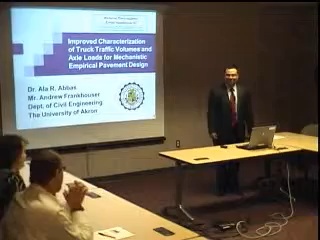 Improved Characterization
of Truck Traffic Volumes and
Axle Loads for Mechanistic
Empirical Pavement Design
Dr. Ala R. Abbas
Mr. Andrew Frankhouser
Dept. of Civil Engineering
The University of Akron